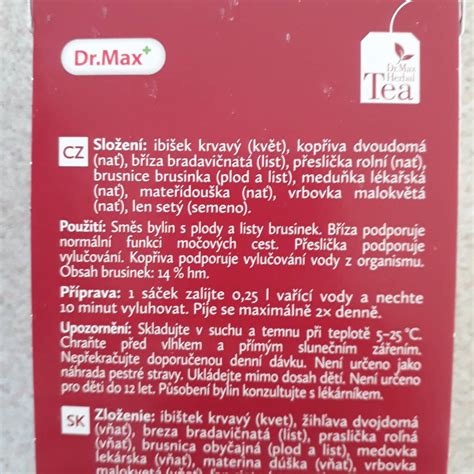 Dr.Max+
Dr.Max
Herbal
Tea
CZ
Složení: ibišek krvavý (květ), kopřiva dvoudomá
(nať), bříza bradavičnatá (list), přeslička rolní (nať),
brusnice brusinka (plod a list), meduňka lékařská
(nať), mateřídouška (nať), vrbovka malokvětá
(nať), len setý (semeno).
Použití: Směs bylin s plody a listy brusinek. Bříza podporuje
normální funkci močových cest. Přeslička podporuje
vylučování. Kopřiva podporuje vylučování vody z organismu.
Obsah brusinek: 14 % hm.
Příprava: 1 sáček zalijte 0,25 l vařící vody a nechte
10 minut vyluhovat. Pije se maximálně 2x denně.
Upozornění: Skladujte v suchu a temnu při teplotě 5–25 °C.
Chraňte před vlhkem a přímým slunečním zářením.
Nepřekračujte doporučenou denní dávku. Není určeno jako
náhrada pestré stravy. Ukládejte mimo dosah dětí. Není určeno
pro děti do 12 let. Působení bylin konzultujte s lékárníkem.
SK
Zloženie: ibištek krvavý (kvet), žihľava dvojdomá
(vňať), breza bradavičnatá (list), praslička roľná
(vňať), brusnica obyčajná (plod a list), medovka
lekárska (vňať), materina dúška (vňať), vŕbovka